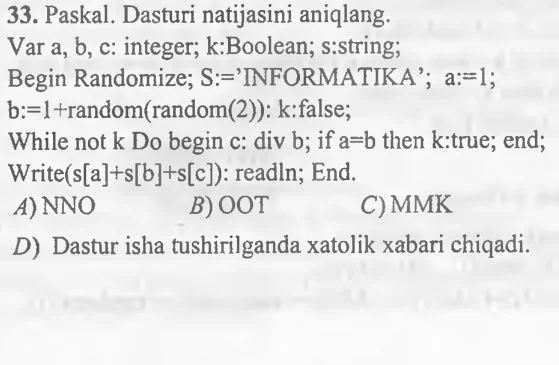 33. Paskal. Dasturi natijasini aniqlang.
Var a, b, c: integer; k:Boolean; s:string;
Begin Randomize; S:=’INFORMATIKA’; a:=1;
b:=1+random(random(2)): k:false;
While not k Do begin c: div b; if a=b then k:true; end;
Write(s[a]+s[b]+s[c]): readln; End.
A) NNO B) OOT C) MMK
D) Dastur isha tushirilganda xatolik xabari chiqadi.